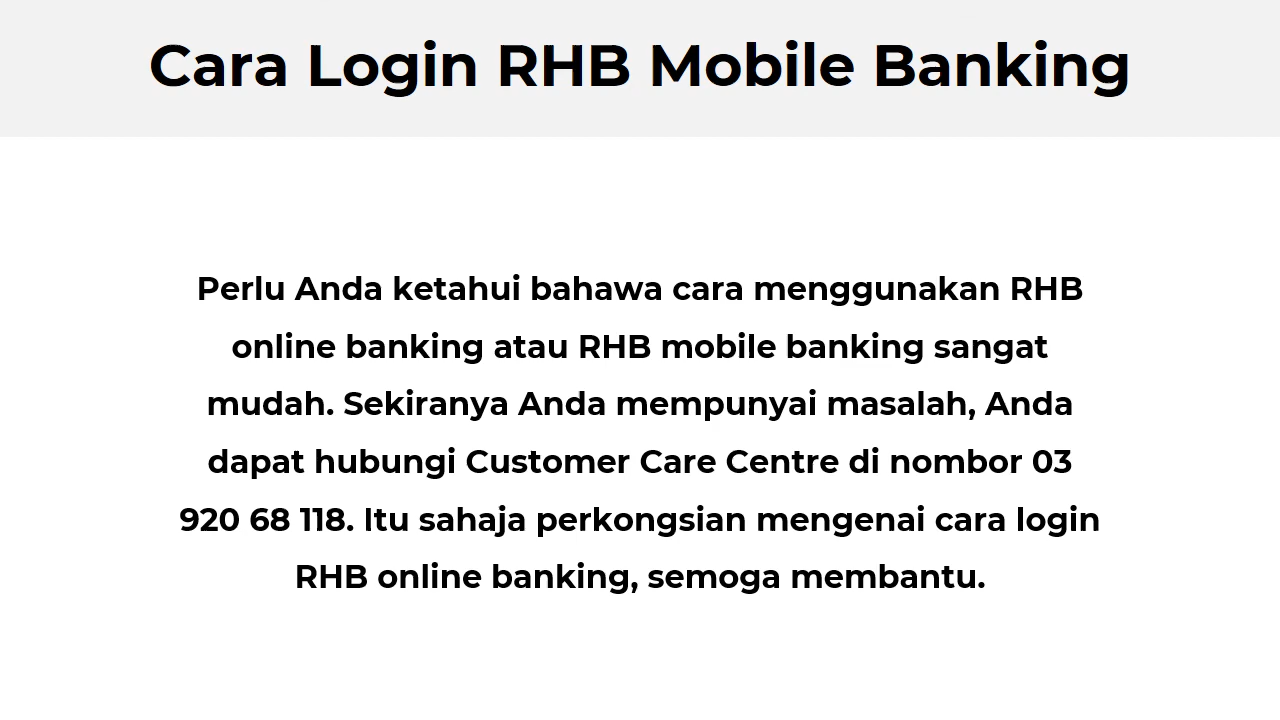 Cara Login RHB Mobile Banking
Perlu Anda ketahui bahawa cara menggunakan RHB
online banking atau RHB mobile banking sangat
mudah. Sekiranya Anda mempunyai masalah, Anda
dapat hubungi Customer Care Centre di nombor 03
920 68 118. Itu sahaja perkongsian mengenai cara login
RHB online banking, semoga membantu.